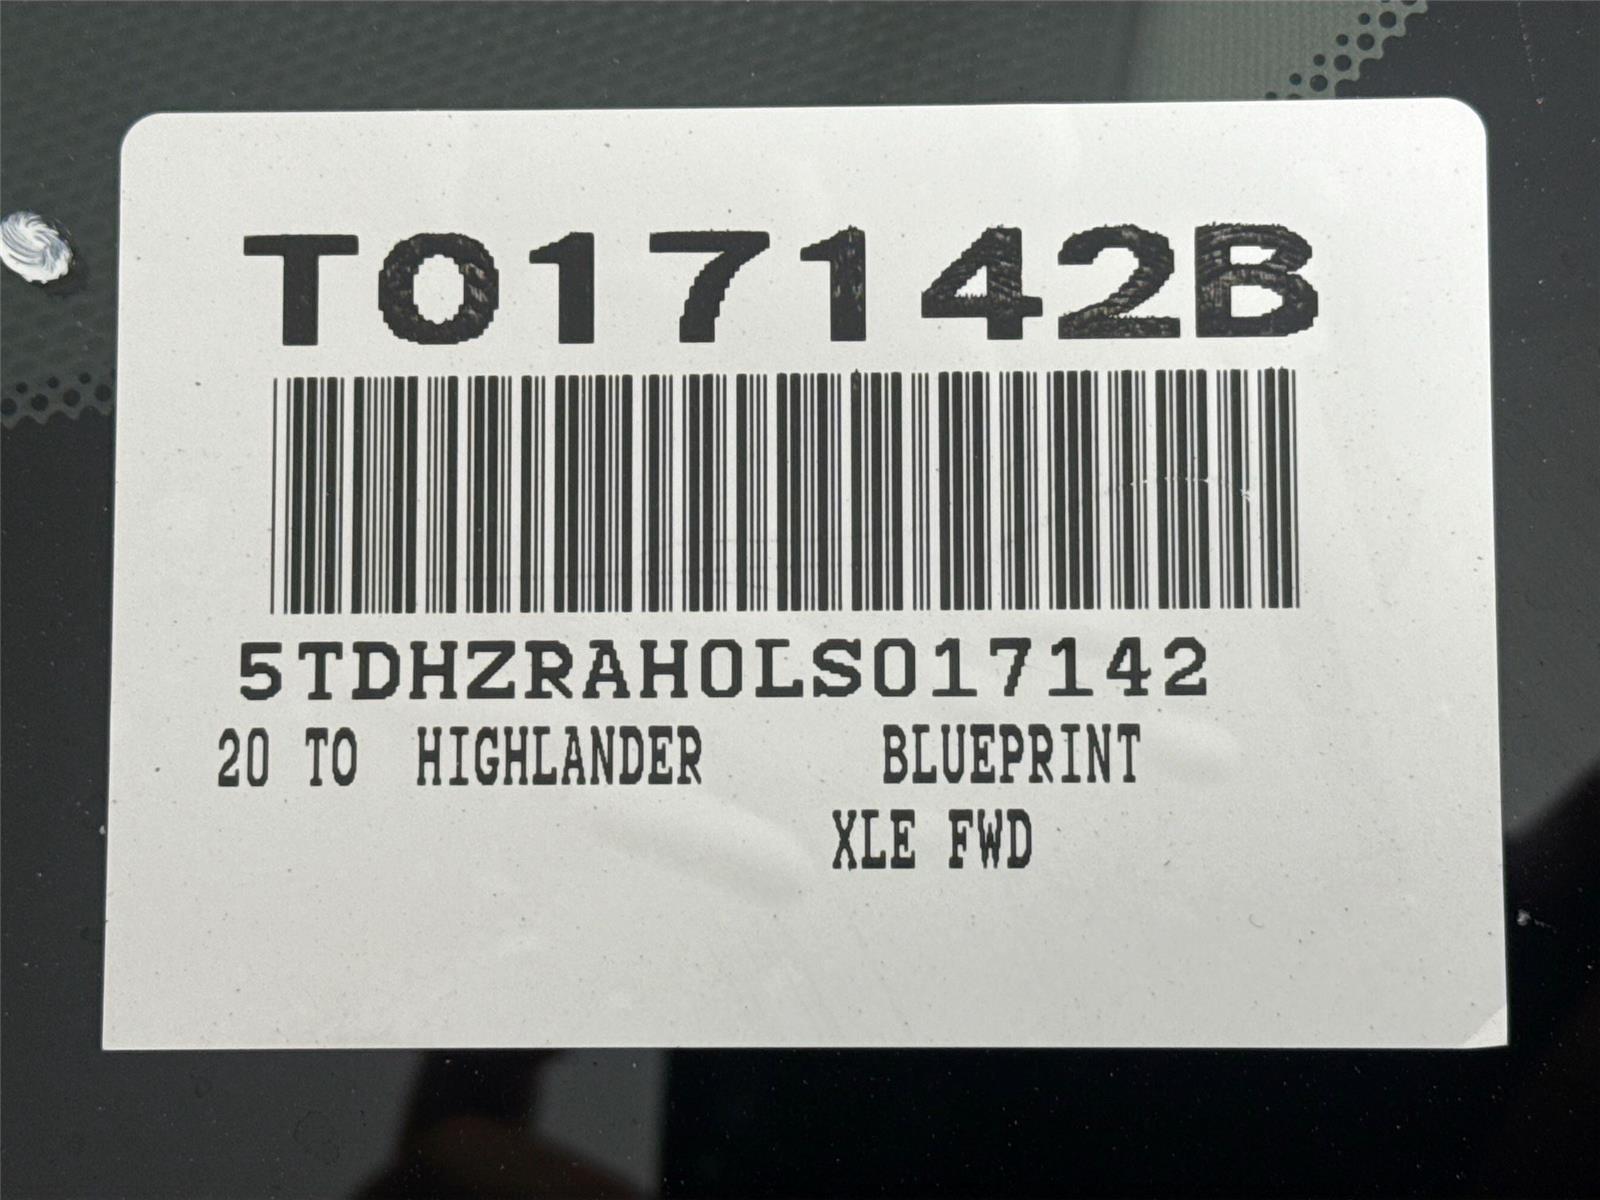 T017142B
5TDHZRAH0LS017142
20 TO HIGHLANDER BLUEPRINT
XLE FWD